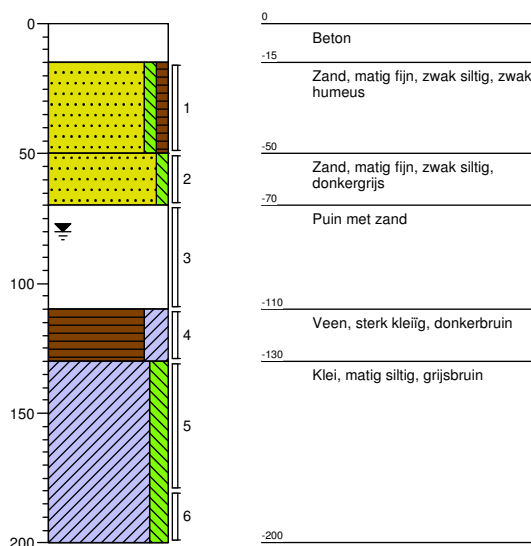 0
50
100
150
200
1
2
3
4
5
6
0
Beton
-15
Zand, matig fijn, zwak siltig, zwak
humeus
-50
Zand, matig fijn, zwak siltig,
donkergrijs
-70
Puin met zand
-110
Veen, sterk kleiïg, donkerbruin
-130
Klei, matig siltig, grijsbruin
-200